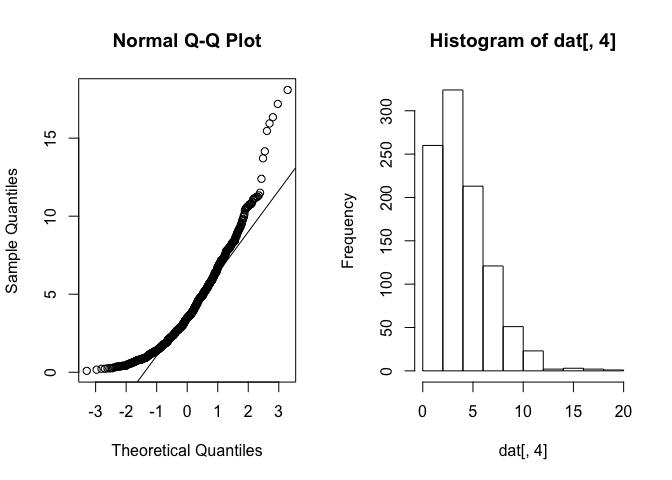 Normal Q-Q Plot
Sample Quantiles
15
10
5
0
-3 -2 -1 0 1 2 3
Theoretical Quantiles
Histogram of dat[, 4]
Frequency
300
250
200
150
100
50
0
0 5 10 15 20
dat[, 4]